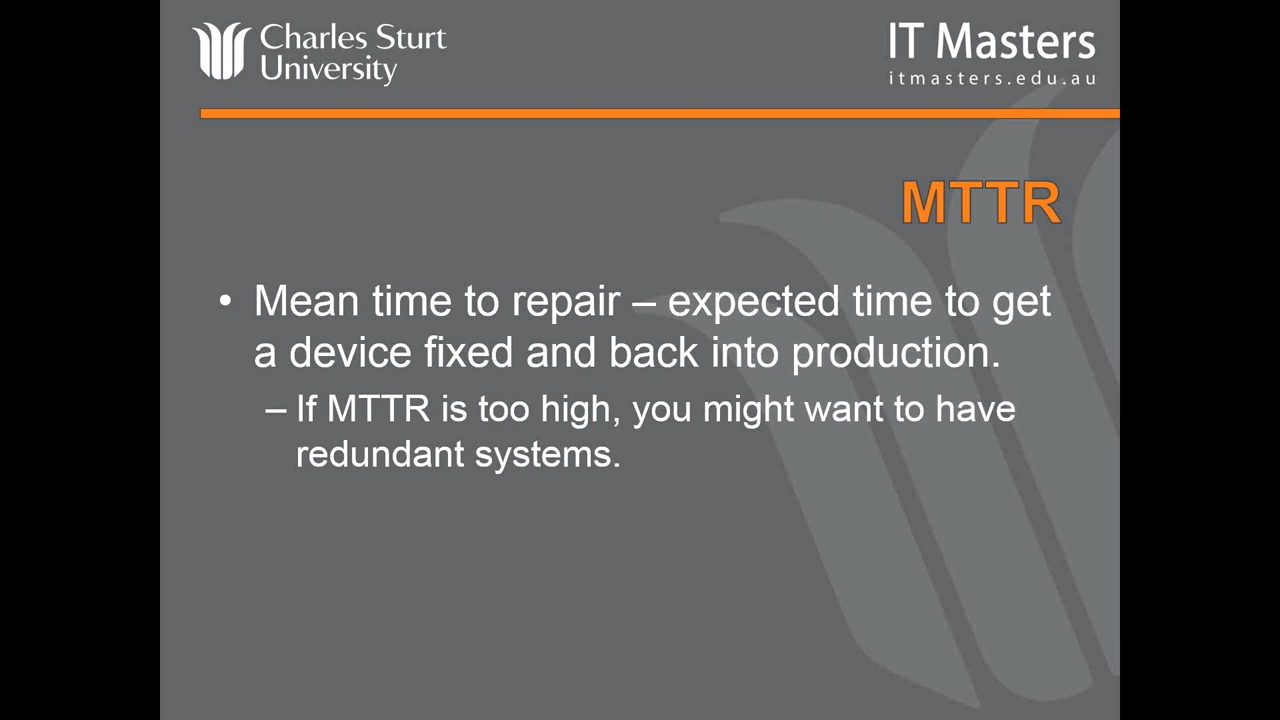 Charles Sturt
University
IT Masters
itmasters.edu.au
MTTR
• Mean time to repair – expected time to get
a device fixed and back into production.
– If MTTR is too high, you might want to have
redundant systems.